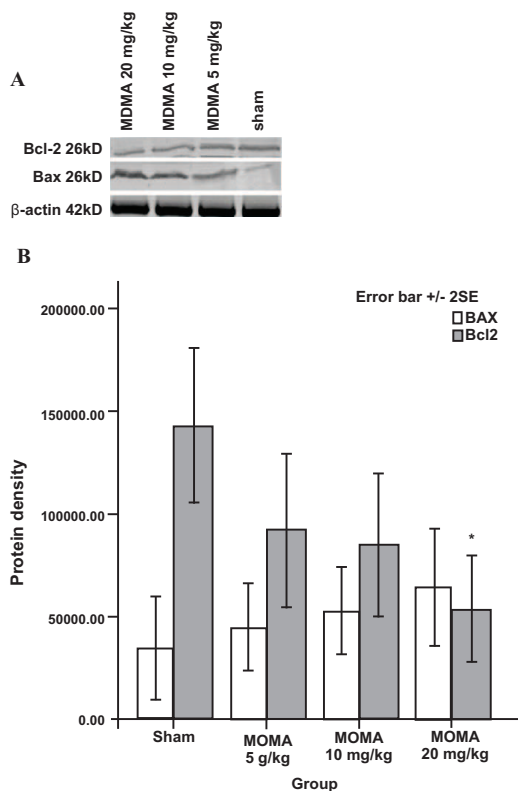 A
MDMA 20 mg/kg
MDMA 10 mg/kg
MDMA 5 mg/kg
sham
Bcl-2 26kD
Bax 26kD
β-actin 42kD
B
Error bar +/- 2SE
BAX
Bcl2
Protein density
200000.00
150000.00
100000.00
50000.00
0.00
*
Sham
MOMA
5 g/kg
MOMA
10 mg/kg
MOMA
20 mg/kg
Group